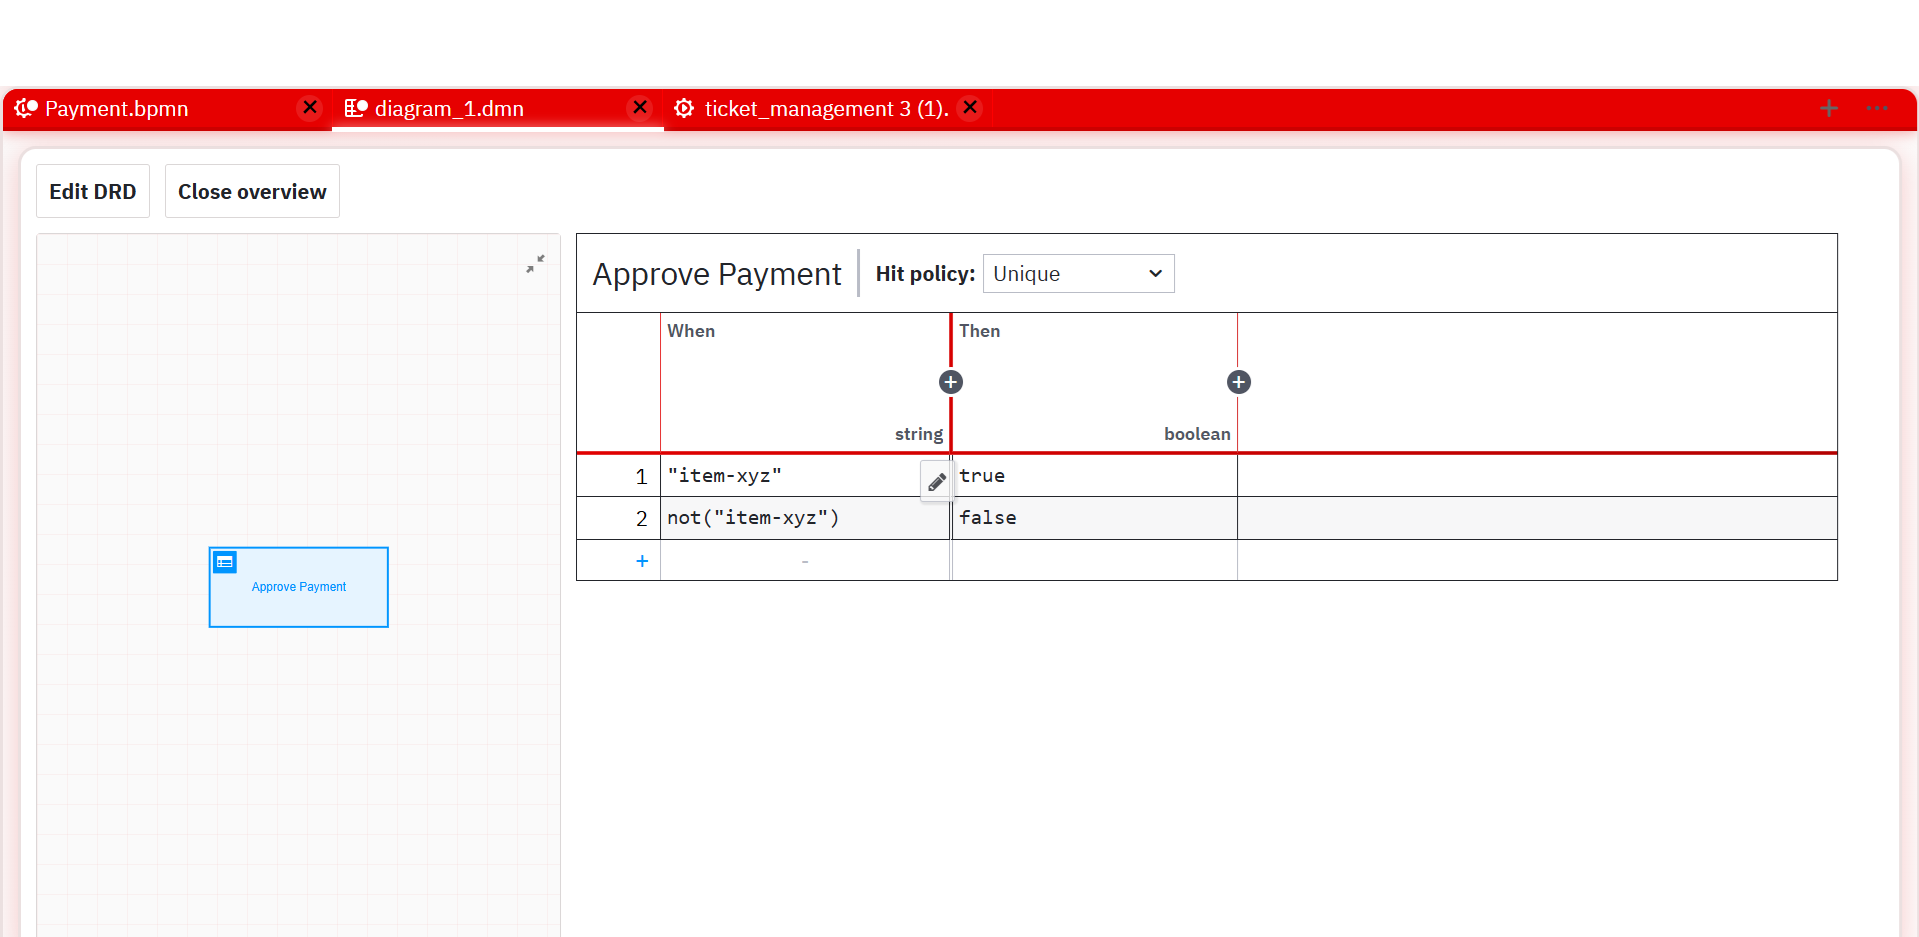 Payment.bpmn
diagram_1.dmn
ticket_management 3 (1).
Edit DRD
Close overview
Approve Payment
Approve Payment
Hit policy:
Unique
When
Then
string
boolean
1
"item-xyz"
true
2
not("item-xyz")
false
+
-